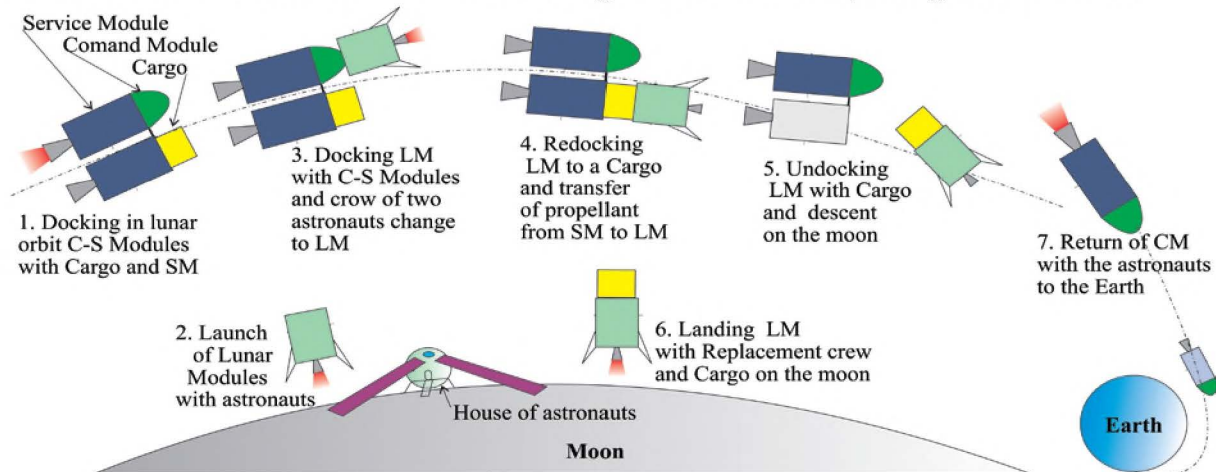 Service Module
Comand Module
Cargo
1. Docking in lunar
orbit C-S Modules
with Cargo and SM
2. Launch
of Lunar
Modules
with astronauts
3. Docking LM
with C-S Modules
and crow of two
astronauts change
to LM
4. Redocking
LM to a Cargo
and transfer
of propellant
from SM to LM
5. Undocking
LM with Cargo
and descent
on the moon
6. Landing LM
with Replacement crew
and Cargo on the moon
7. Return of CM
with the astronauts
to the Earth
House of astronauts
Moon
Earth